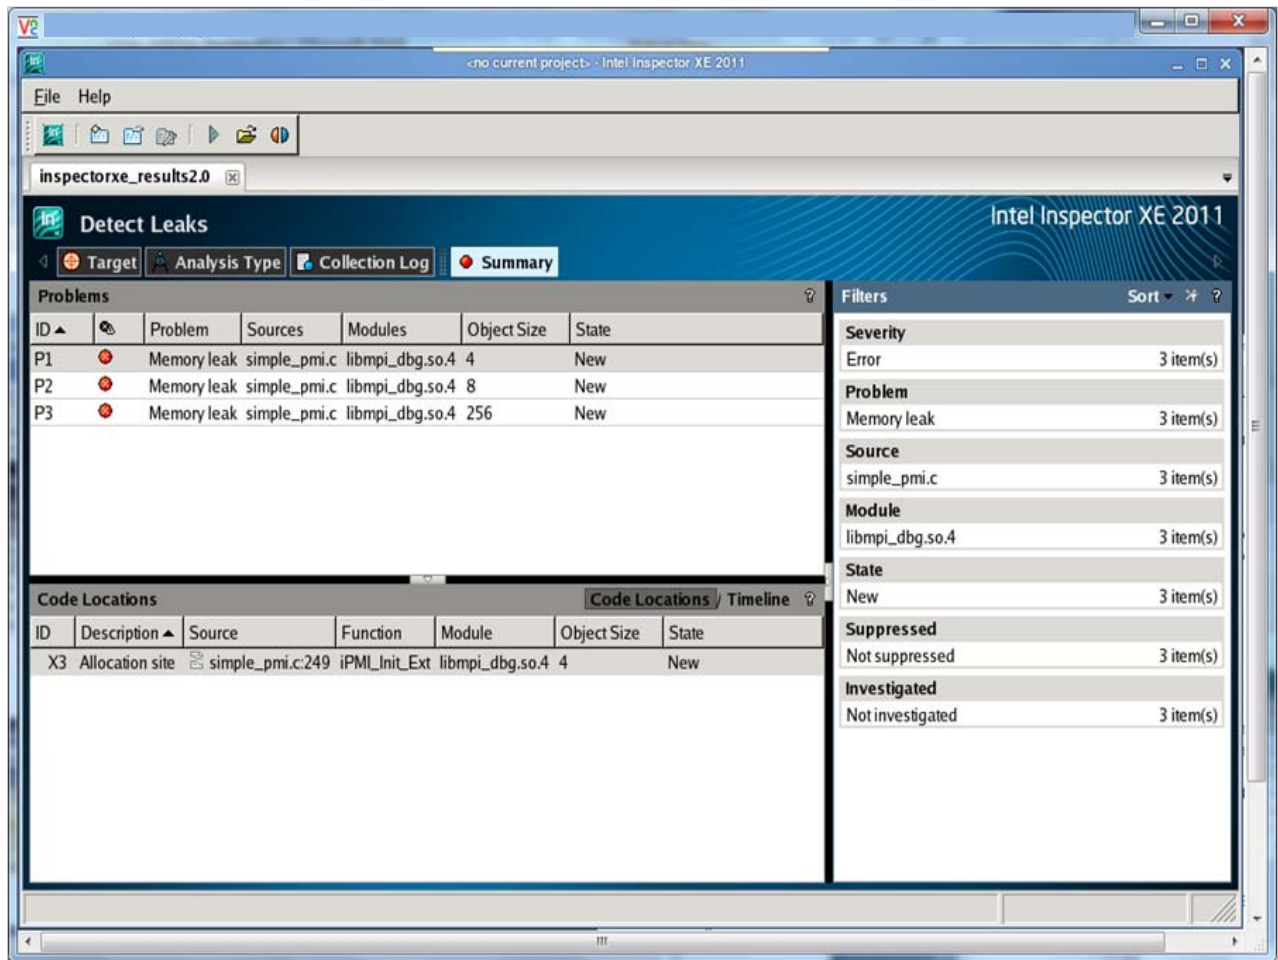 V2
<no current project> - Intel Inspector XE 2011
File Help
inspectorxe_results2.0
Detect Leaks
Intel Inspector XE 2011
Target Analysis Type Collection Log Summary
Problems ?
ID Problem Sources Modules Object Size State
P1 Memory leak simple_pmi.c libmpi_dbg.so.4 4 New
P2 Memory leak simple_pmi.c libmpi_dbg.so.4 8 New
P3 Memory leak simple_pmi.c libmpi_dbg.so.4 256 New
Code Locations Code Locations / Timeline ?
ID Description Source Function Module Object Size State
X3 Allocation site simple_pmi.c:249 iPMI_Init_Ext libmpi_dbg.so.4 4 New
Filters Sort ?
Severity
Error 3 item(s)
Problem
Memory leak 3 item(s)
Source
simple_pmi.c 3 item(s)
Module
libmpi_dbg.so.4 3 item(s)
State
New 3 item(s)
Suppressed
Not suppressed 3 item(s)
Investigated
Not investigated 3 item(s)